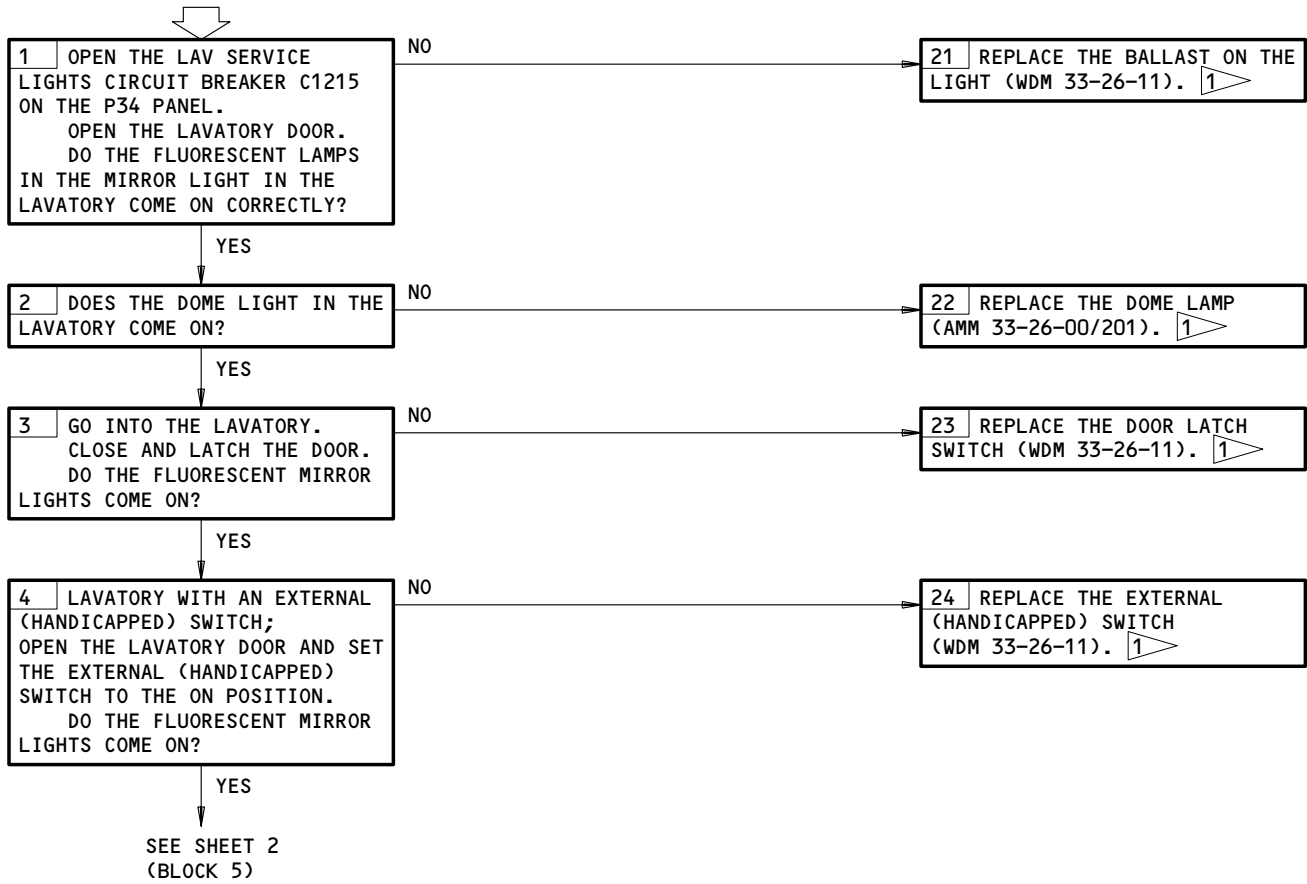 1 OPEN THE LAV SERVICE
LIGHTS CIRCUIT BREAKER C1215
ON THE P34 PANEL.
OPEN THE LAVATORY DOOR.
DO THE FLUORESCENT LAMPS
IN THE MIRROR LIGHT IN THE
LAVATORY COME ON CORRECTLY?
NO
21 REPLACE THE BALLAST ON THE
LIGHT (WDM 33-26-11). 1
YES
2 DOES THE DOME LIGHT IN THE
LAVATORY COME ON?
NO
22 REPLACE THE DOME LAMP
(AMM 33-26-00/201). 1
YES
3 GO INTO THE LAVATORY.
CLOSE AND LATCH THE DOOR.
DO THE FLUORESCENT MIRROR
LIGHTS COME ON?
NO
23 REPLACE THE DOOR LATCH
SWITCH (WDM 33-26-11). 1
YES
4 LAVATORY WITH AN EXTERNAL
(HANDICAPPED) SWITCH;
OPEN THE LAVATORY DOOR AND SET
THE EXTERNAL (HANDICAPPED)
SWITCH TO THE ON POSITION.
DO THE FLUORESCENT MIRROR
LIGHTS COME ON?
NO
24 REPLACE THE EXTERNAL
(HANDICAPPED) SWITCH
(WDM 33-26-11). 1
YES
SEE SHEET 2
(BLOCK 5)